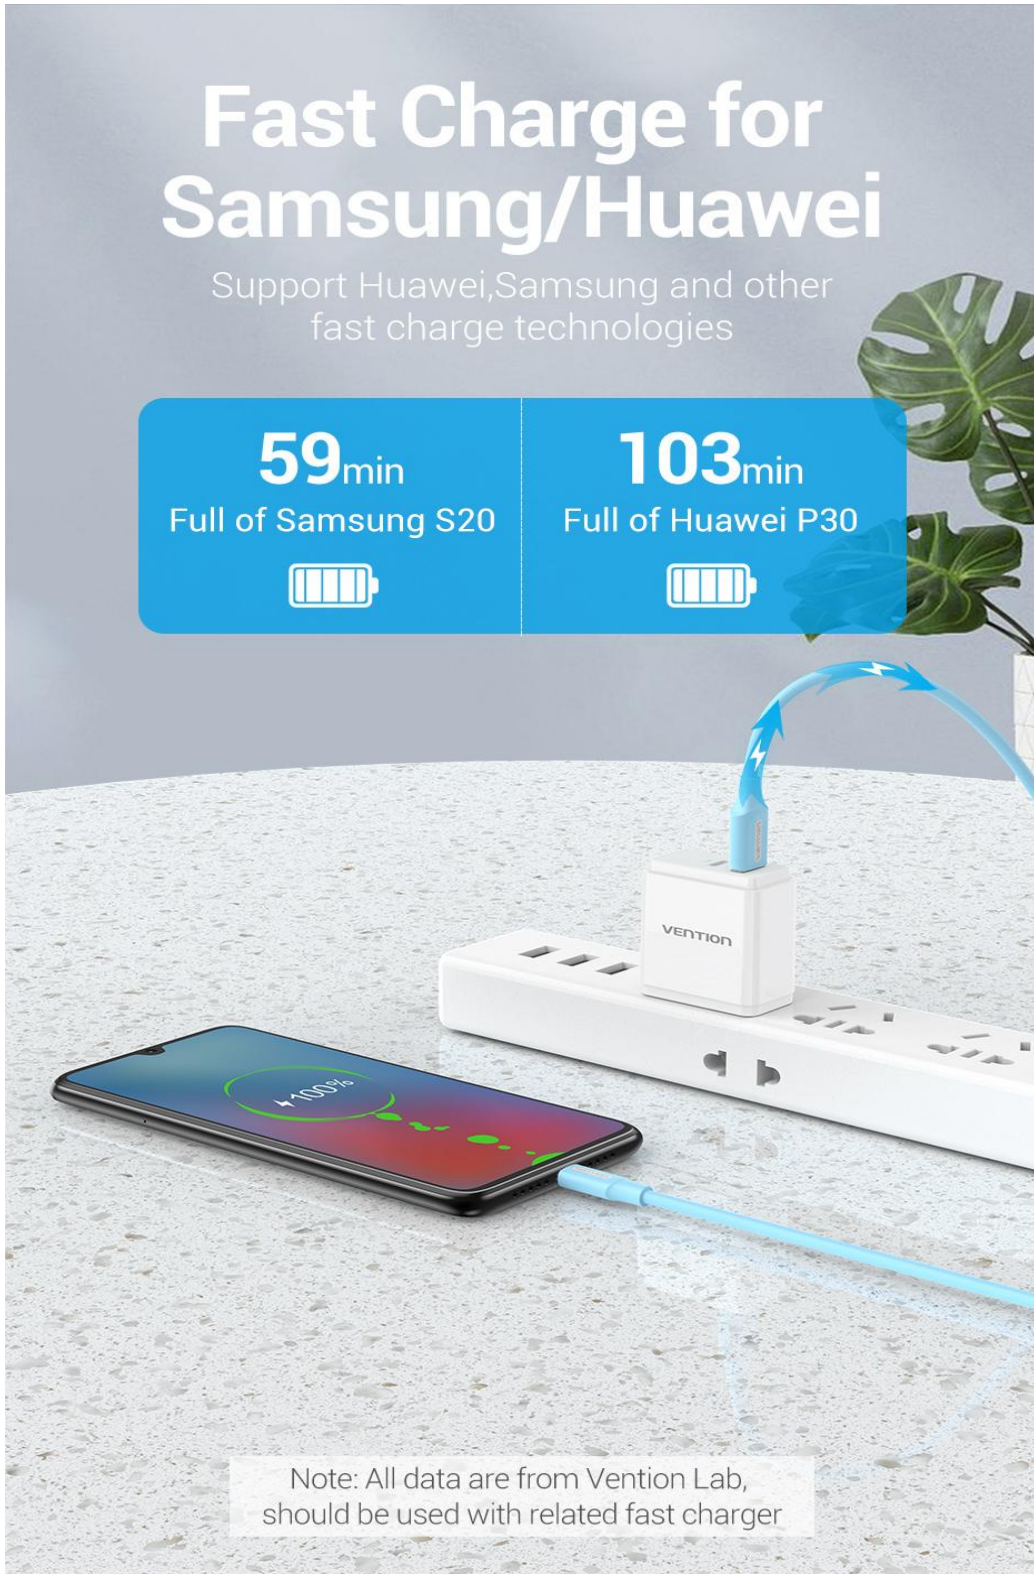 Fast Charge for
Samsung/Huawei
Support Huawei,Samsung and other
fast charge technologies
59min
Full of Samsung S20
103min
Full of Huawei P30
VENTION
100%
Note: All data are from Vention Lab,
should be used with related fast charger